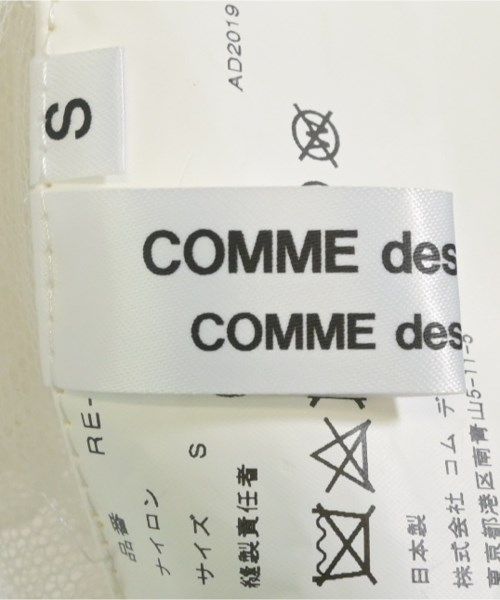 S
COMME des
COMME des
AD2019
RE-
品番
ナイロン
サイズ S
縫製責任者
日本製
株式会社 コム デ
東京都港区南青山5-11-5